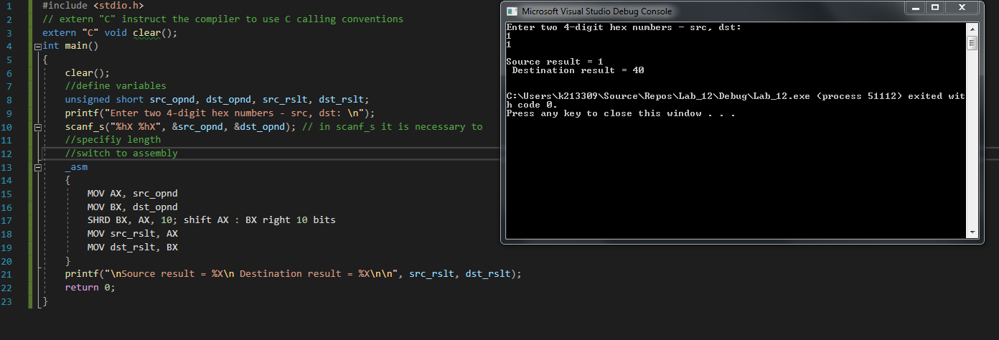 1 #include <stdio.h>
2 // extern "C" instruct the compiler to use C calling conventions
3 extern "C" void clear();
4 int main()
5 {
6 clear();
7 //define variables
8 unsigned short src_opnd, dst_opnd, src_rslt, dst_rslt;
9 printf("Enter two 4-digit hex numbers - src, dst: \n");
10 scanf_s("%hX %hX", &src_opnd, &dst_opnd); // in scanf_s it is necessary to
11 //specifiy length
12 //switch to assembly
13 _asm
14 {
15 MOV AX, src_opnd
16 MOV BX, dst_opnd
17 SHRD BX, AX, 10; shift AX : BX right 10 bits
18 MOV src_rslt, AX
19 MOV dst_rslt, BX
20 }
21 printf("\nSource result = %X\n Destination result = %X\n\n", src_rslt, dst_rslt);
22 return 0;
23 }
Microsoft Visual Studio Debug Console
Enter two 4-digit hex numbers - src, dst:
1
1
Source result = 1
Destination result = 40
C:\Users\k213309\Source\Repos\Lab_12\Debug\Lab_12.exe (process 51112) exited wit
h code 0.
Press any key to close this window . . .